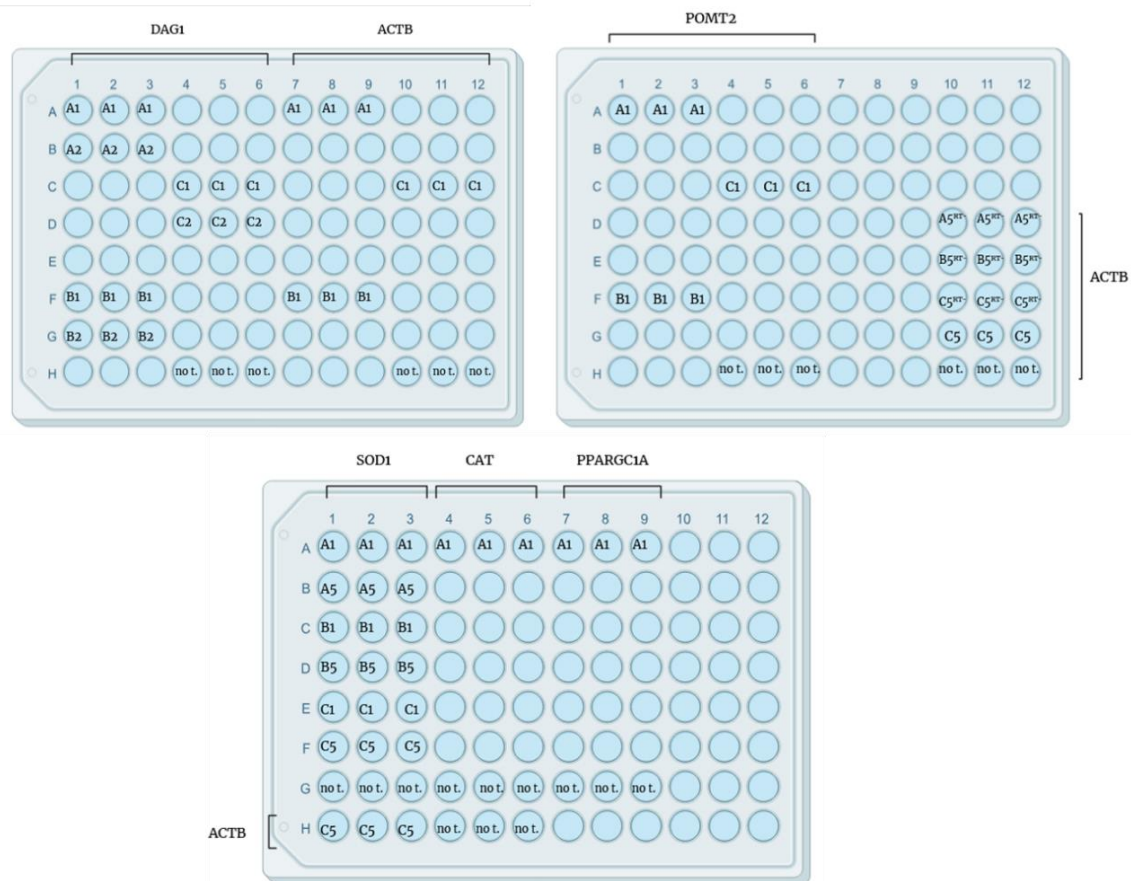 DAG1 ACTB
1 2 3 4 5 6 7 8 9 10 11 12
A A1 A1 A1 A1 A1 A1
B A2 A2 A2
C C1 C1 C1 C1 C1 C1
D C2 C2 C2
E
F B1 B1 B1 B1 B1 B1
G B2 B2 B2
H no t. no t. no t. no t. no t. no t.
POMT2
1 2 3 4 5 6 7 8 9 10 11 12
A A1 A1 A1
B
C C1 C1 C1
D A5RT- A5RT- A5RT-
E B5RT- B5RT- B5RT-
ACTB
F B1 B1 B1 C5RT- C5RT- C5RT-
G C5 C5 C5
H no t. no t. no t. no t. no t. no t.
SOD1 CAT PPARGC1A
1 2 3 4 5 6 7 8 9 10 11 12
A A1 A1 A1 A1 A1 A1 A1 A1 A1
B A5 A5 A5
C B1 B1 B1
D B5 B5 B5
E C1 C1 C1
F C5 C5 C5
G no t. no t. no t. no t. no t. no t. no t. no t. no t.
ACTB H C5 C5 C5 no t. no t. no t.